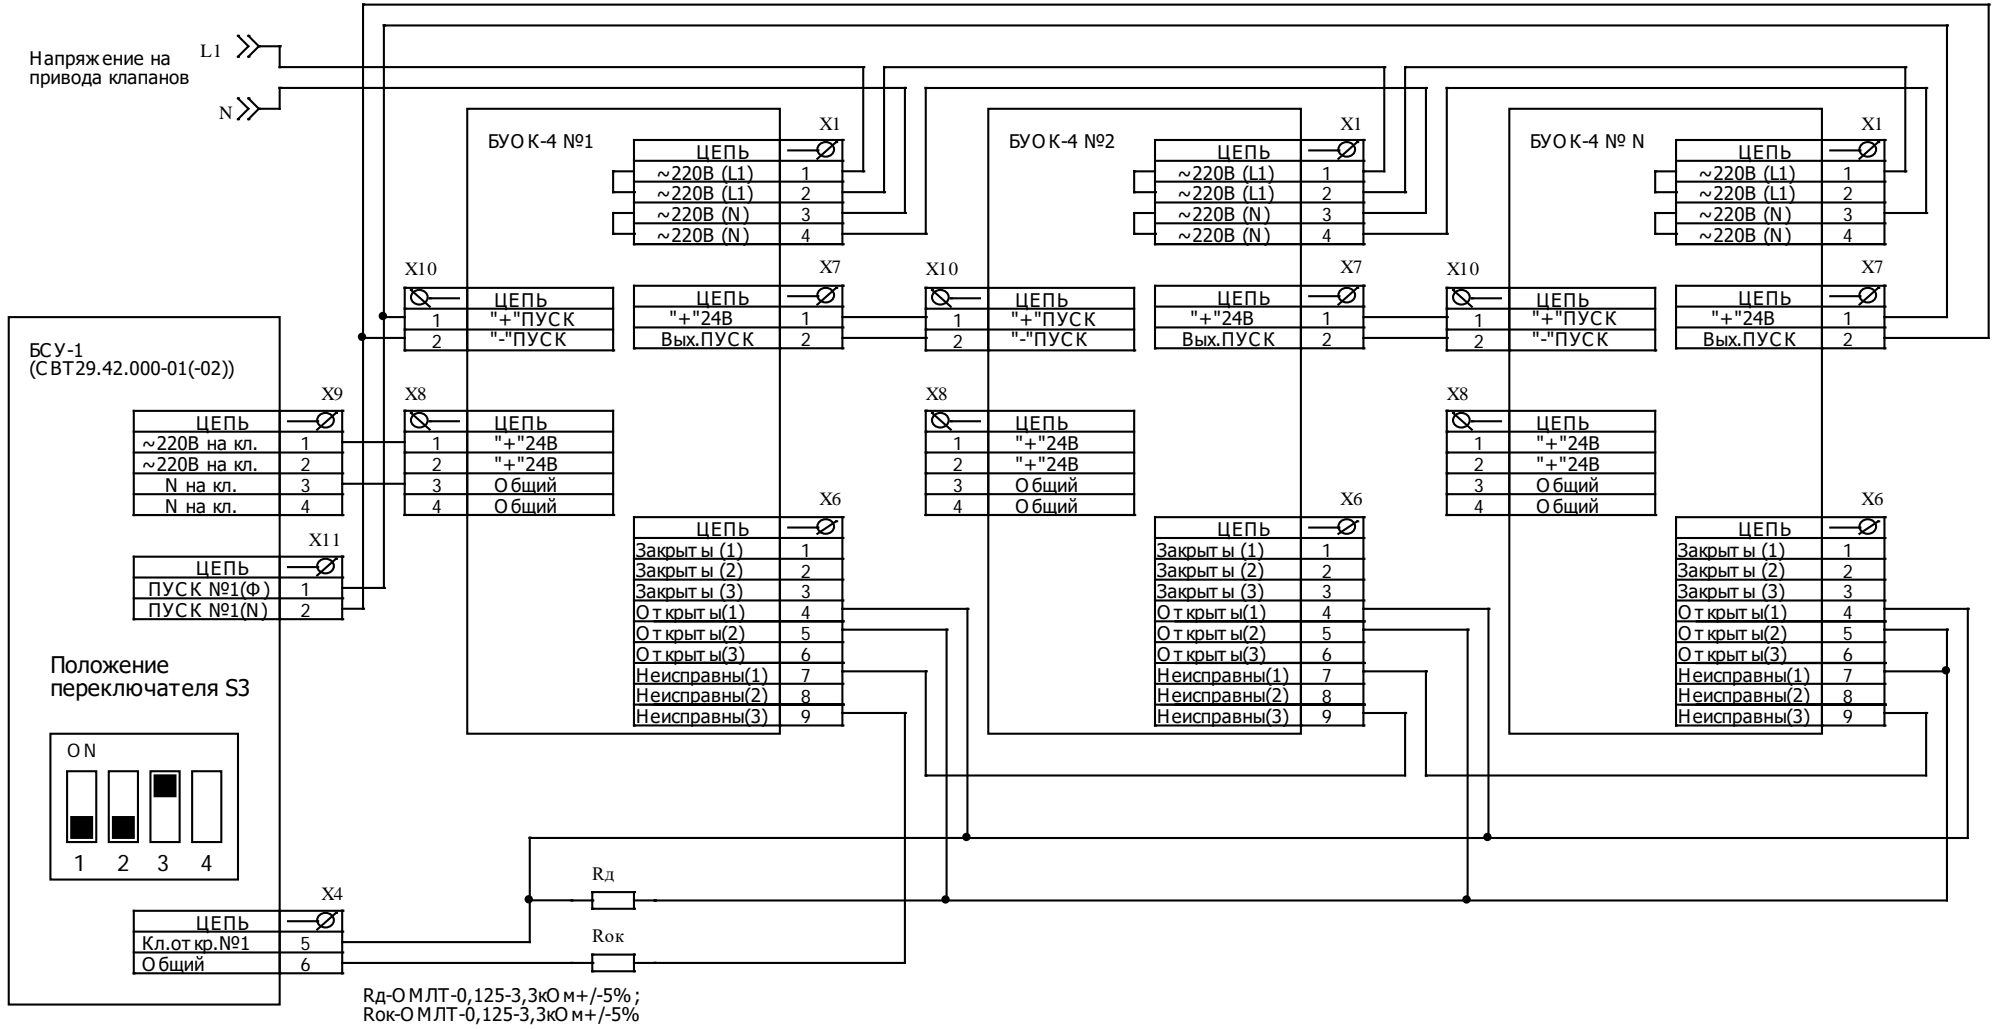 Напряжение на
привода клапанов
L1
N
БУОК-4 №1
X1
ЦЕПЬ
~220В (L1) 1
~220В (L1) 2
~220В (N) 3
~220В (N) 4
X10
ЦЕПЬ
1 "+"ПУСК
2 "-"ПУСК
X7
ЦЕПЬ
"+"24В 1
Вых.ПУСК 2
X8
ЦЕПЬ
1 "+"24В
2 "+"24В
3 Общий
4 Общий
X6
ЦЕПЬ
Закрыты (1) 1
Закрыты (2) 2
Закрыты (3) 3
Открыты(1) 4
Открыты(2) 5
Открыты(3) 6
Неисправны(1) 7
Неисправны(2) 8
Неисправны(3) 9
БУОК-4 №2
X1
ЦЕПЬ
~220В (L1) 1
~220В (L1) 2
~220В (N) 3
~220В (N) 4
X10
ЦЕПЬ
1 "+"ПУСК
2 "-"ПУСК
X7
ЦЕПЬ
"+"24В 1
Вых.ПУСК 2
X8
ЦЕПЬ
1 "+"24В
2 "+"24В
3 Общий
4 Общий
X6
ЦЕПЬ
Закрыты (1) 1
Закрыты (2) 2
Закрыты (3) 3
Открыты(1) 4
Открыты(2) 5
Открыты(3) 6
Неисправны(1) 7
Неисправны(2) 8
Неисправны(3) 9
БУОК-4 № N
X1
ЦЕПЬ
~220В (L1) 1
~220В (L1) 2
~220В (N) 3
~220В (N) 4
X10
ЦЕПЬ
1 "+"ПУСК
2 "-"ПУСК
X7
ЦЕПЬ
"+"24В 1
Вых.ПУСК 2
X8
ЦЕПЬ
1 "+"24В
2 "+"24В
3 Общий
4 Общий
X6
ЦЕПЬ
Закрыты (1) 1
Закрыты (2) 2
Закрыты (3) 3
Открыты(1) 4
Открыты(2) 5
Открыты(3) 6
Неисправны(1) 7
Неисправны(2) 8
Неисправны(3) 9
БСУ-1
(СВТ29.42.000-01(-02))
X9
ЦЕПЬ
~220В на кл. 1
~220В на кл. 2
N на кл. 3
N на кл. 4
X11
ЦЕПЬ
ПУСК №1(Ф) 1
ПУСК №1(N) 2
Положение
переключателя S3
ON
1 2 3 4
X4
ЦЕПЬ
Кл.откр.№1 5
Общий 6
Rд
Rок
Rд-ОМЛТ-0,125-3,3кОм+/-5%;
Rок-ОМЛТ-0,125-3,3кОм+/-5%